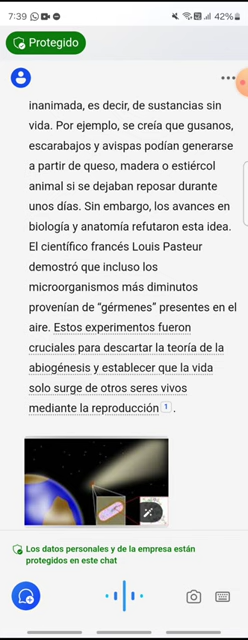 7:39
42%
Protegido
inanimada, es decir, de sustancias sin
vida. Por ejemplo, se creía que gusanos,
escarabajos y avispas podían generarse
a partir de queso, madera o estiércol
animal si se dejaban reposar durante
unos días. Sin embargo, los avances en
biología y anatomía refutaron esta idea.
El científico francés Louis Pasteur
demostró que incluso los
microorganismos más diminutos
provenían de “gérmenes” presentes en el
aire. Estos experimentos fueron
cruciales para descartar la teoría de la
abiogénesis y establecer que la vida
solo surge de otros seres vivos
mediante la reproducción 1 .
Los datos personales y de la empresa están
protegidos en este chat